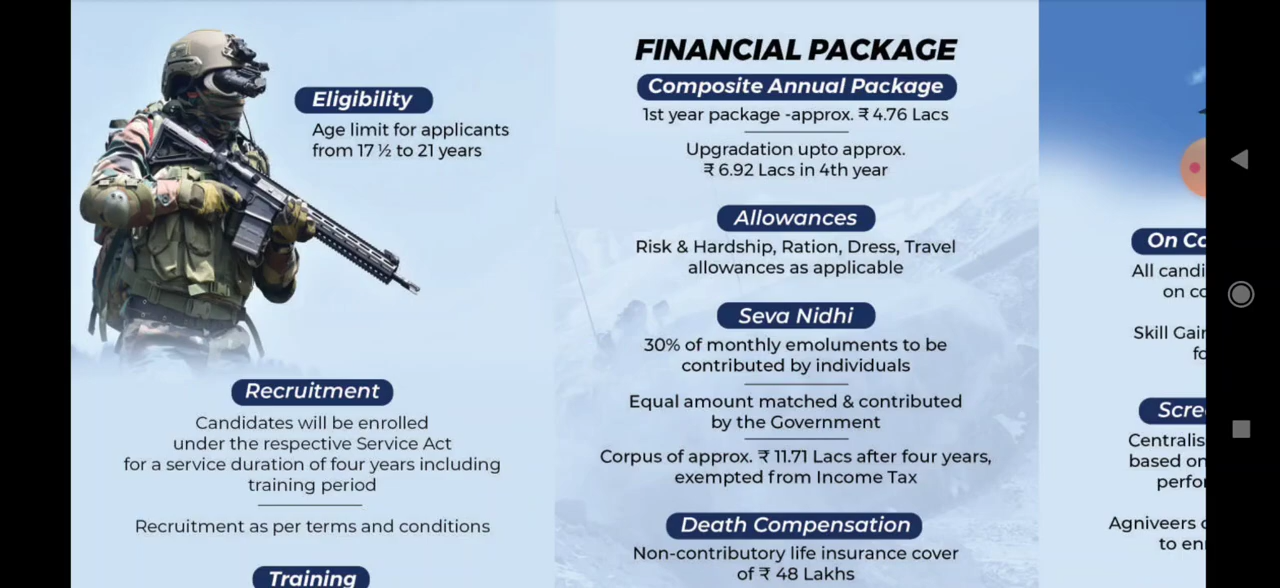 Eligibility
Age limit for applicants
from 17 ½ to 21 years
Recruitment
Candidates will be enrolled
under the respective Service Act
for a service duration of four years including
training period
Recruitment as per terms and conditions
Training
FINANCIAL PACKAGE
Composite Annual Package
1st year package -approx. ₹ 4.76 Lacs
Upgradation upto approx.
₹ 6.92 Lacs in 4th year
Allowances
Risk & Hardship, Ration, Dress, Travel
allowances as applicable
Seva Nidhi
30% of monthly emoluments to be
contributed by individuals
Equal amount matched & contributed
by the Government
Corpus of approx. ₹ 11.71 Lacs after four years,
exempted from Income Tax
Death Compensation
Non-contributory life insurance cover
of ₹ 48 Lakhs
On
All
on
Skill
Centralis
based on
Agniveers
to